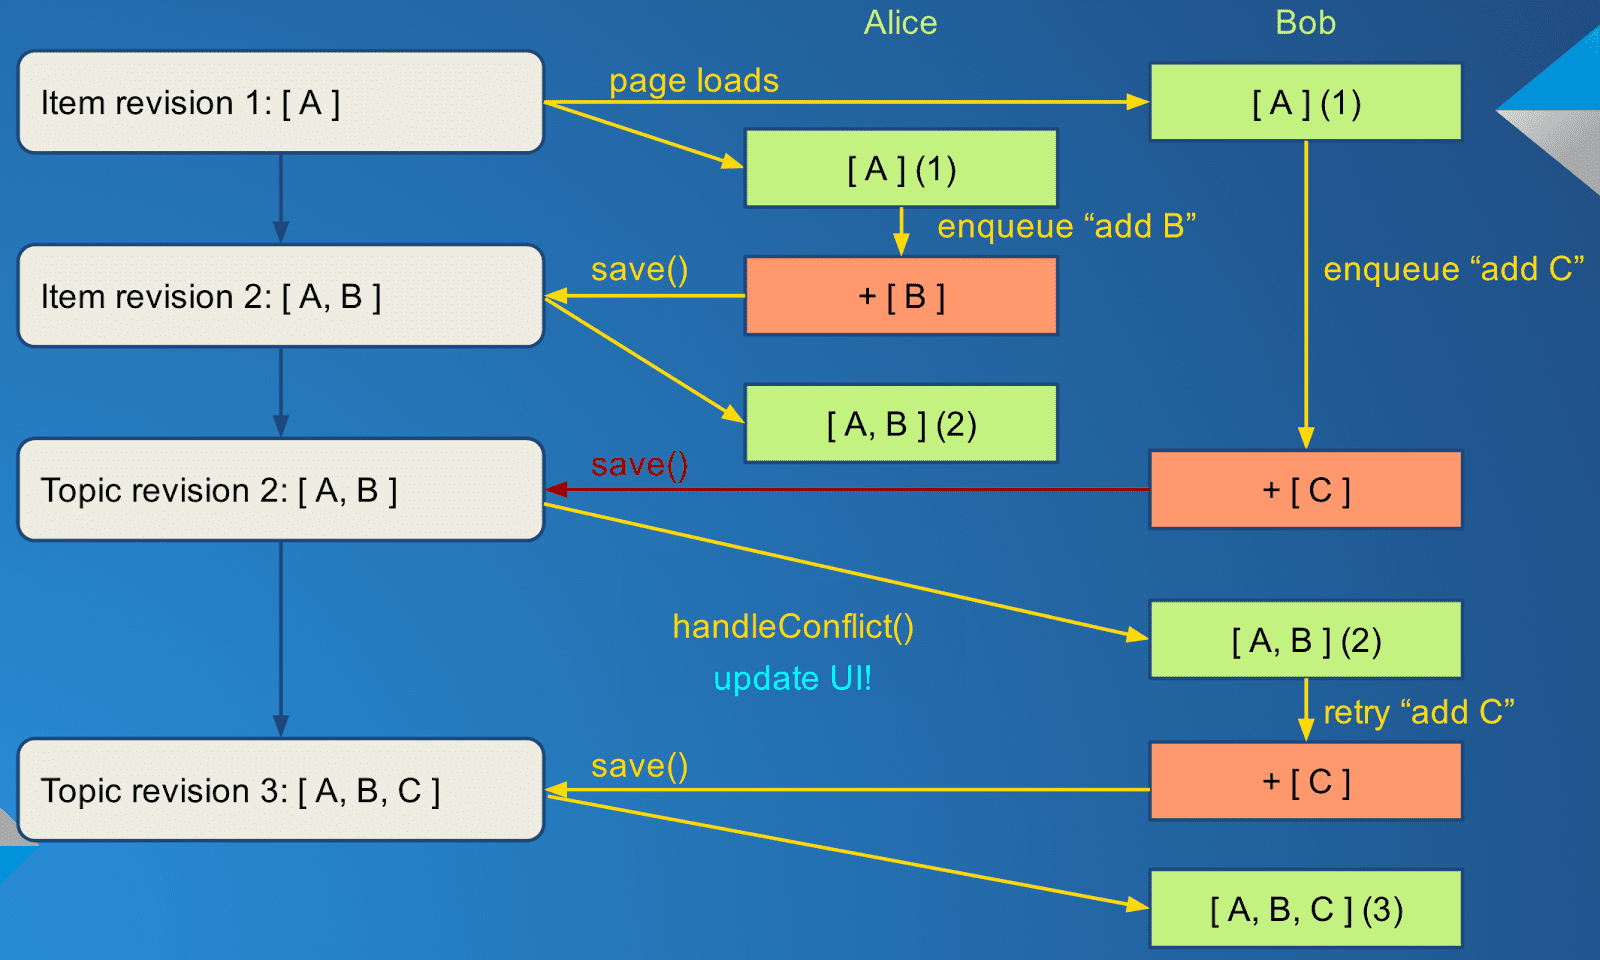 Alice
Bob
page loads
Item revision 1: [ A ]
[ A ] (1)
[ A ] (1)
enqueue “add B”
save()
enqueue “add C”
Item revision 2: [ A, B ]
+ [ B ]
[ A, B ] (2)
save()
Topic revision 2: [ A, B ]
+ [ C ]
handleConflict()
[ A, B ] (2)
update UI!
retry “add C”
save()
Topic revision 3: [ A, B, C ]
+ [ C ]
[ A, B, C ] (3)